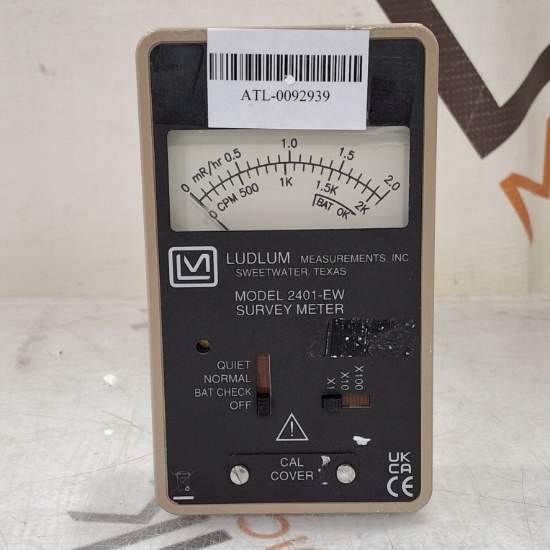 ATL-0092939
0 mR/hr 0.5 1.0 1.5 2.0
0 CPM 500 1K 1.5K 2K
BAT OK
LM LUDLUM MEASUREMENTS, INC.
SWEETWATER, TEXAS
MODEL 2401-EW
SURVEY METER
QUIET
NORMAL
BAT CHECK
OFF
X1 X10 X100
CAL
COVER
UK
CA
CE